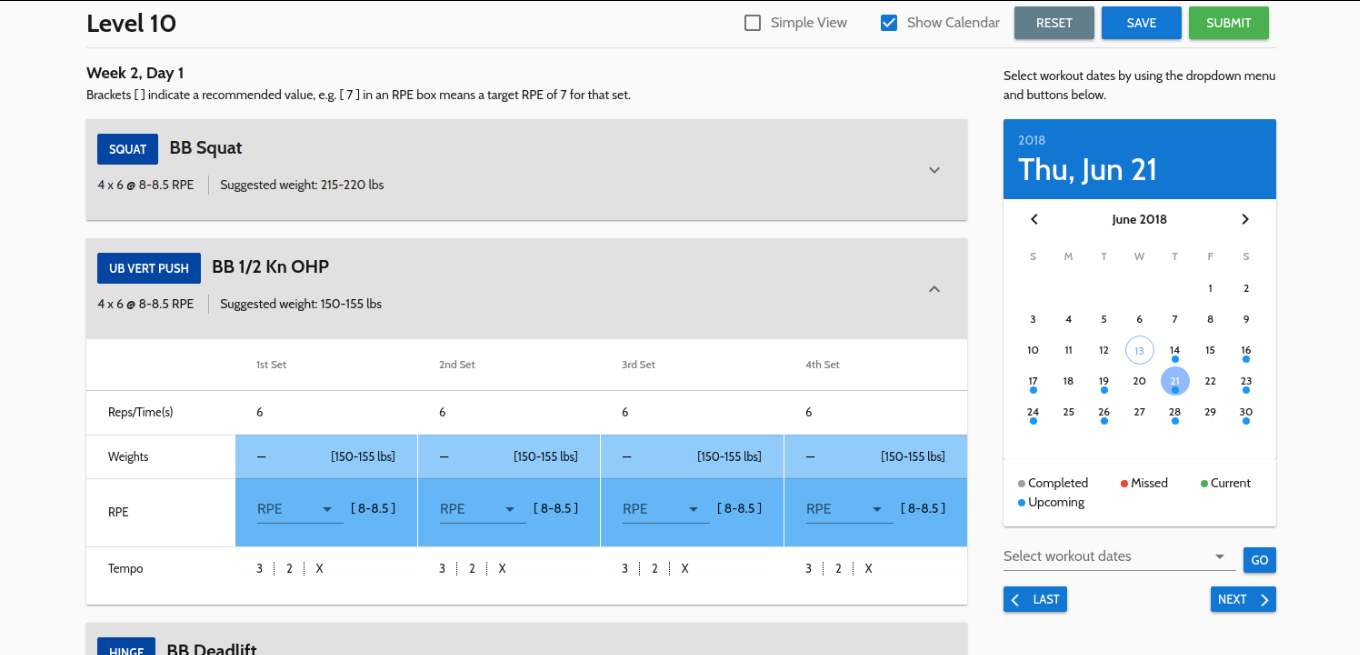 Level 10
Simple View
Show Calendar
RESET
SAVE
SUBMIT
Week 2, Day 1
Brackets [ ] indicate a recommended value, e.g. [ 7 ] in an RPE box means a target RPE of 7 for that set.
SQUAT BB Squat
4 x 6 @ 8-8.5 RPE Suggested weight: 215-220 lbs
UB VERT PUSH BB 1/2 Kn OHP
4 x 6 @ 8-8.5 RPE Suggested weight: 150-155 lbs
1st Set 2nd Set 3rd Set 4th Set
Reps/Time(s) 6 6 6 6
Weights – [150-155 lbs] – [150-155 lbs] – [150-155 lbs] – [150-155 lbs]
RPE RPE [ 8-8.5 ] RPE [ 8-8.5 ] RPE [ 8-8.5 ] RPE [ 8-8.5 ]
Tempo 3 2 X 3 2 X 3 2 X 3 2 X
HINGE BB Deadlift
Select workout dates by using the dropdown menu
and buttons below.
2018
Thu, Jun 21
June 2018
S M T W T F S
1 2
3 4 5 6 7 8 9
10 11 12 13 14 15 16
17 18 19 20 21 22 23
24 25 26 27 28 29 30
Completed Missed Current
Upcoming
Select workout dates GO
LAST NEXT